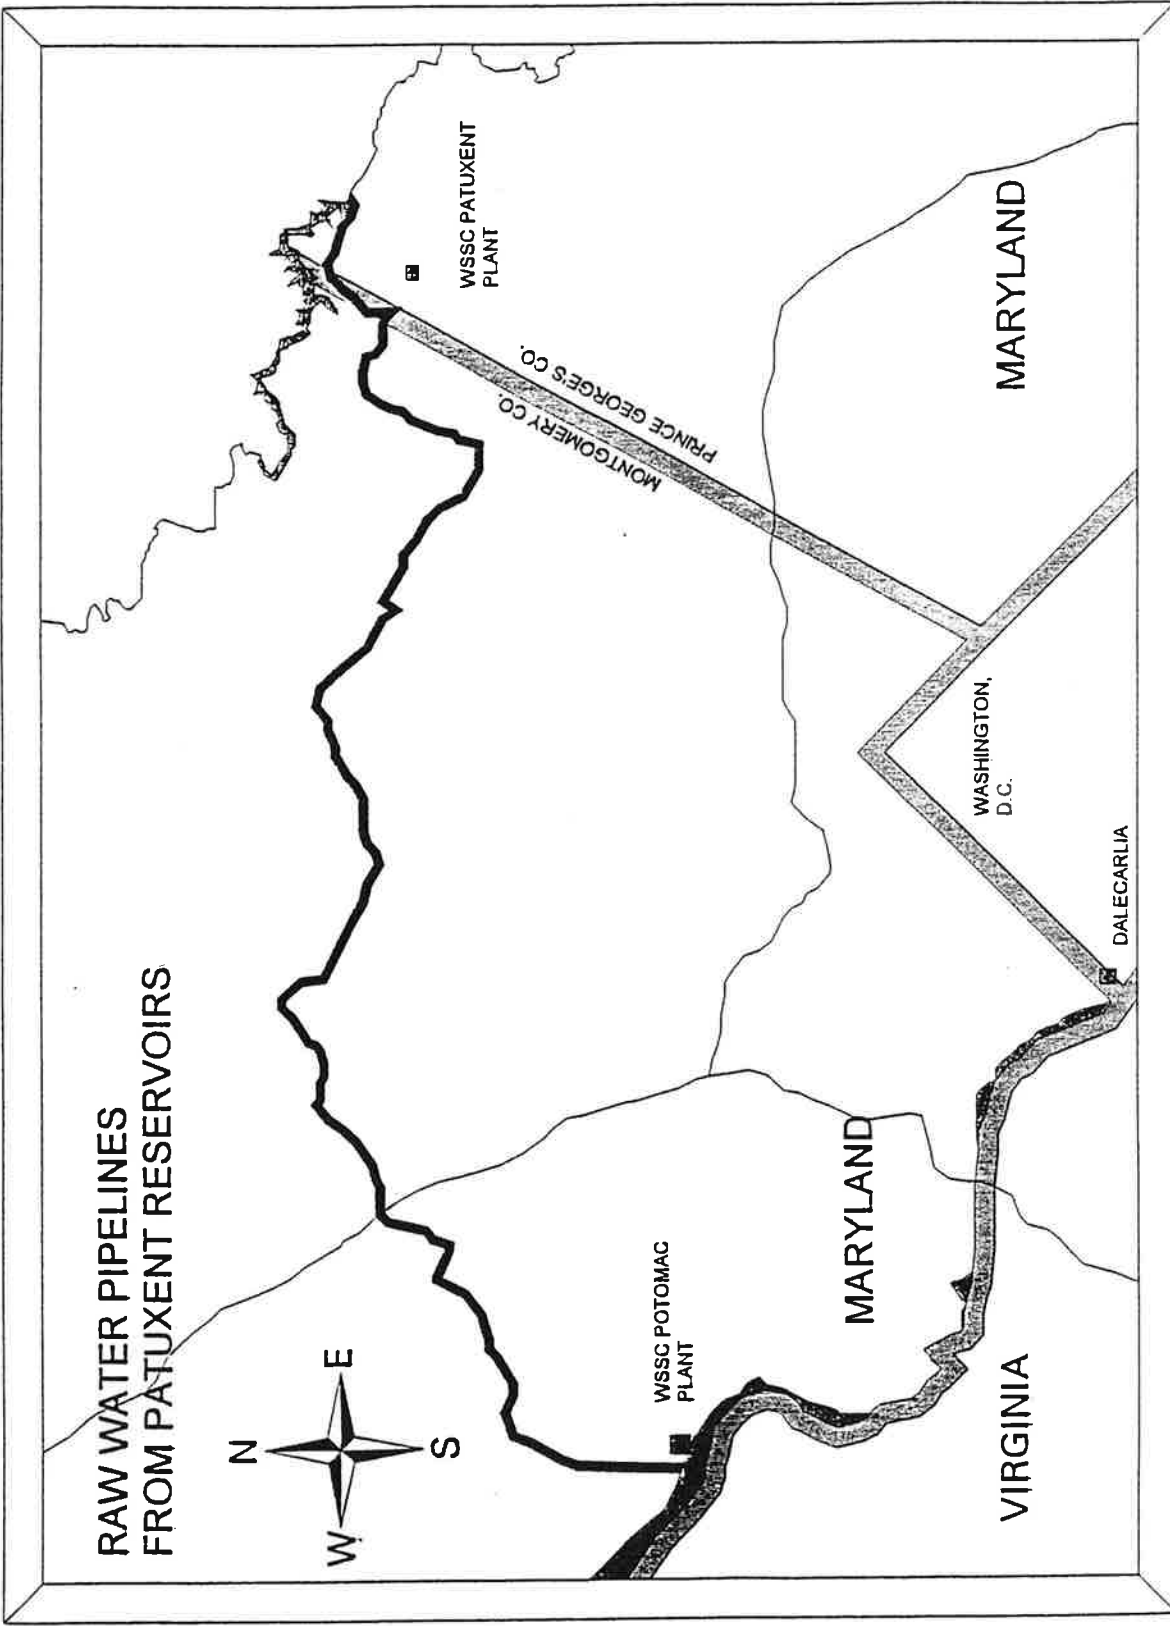 RAW WATER PIPELINES
FROM PATUXENT RESERVOIRS
N
W
E
S
WSSC PATUXENT
PLANT
MONTGOMERY CO.
PRINCE GEORGE'S CO.
WSSC POTOMAC
PLANT
MARYLAND
MARYLAND
WASHINGTON,
D.C.
DALECARLIA
VIRGINIA